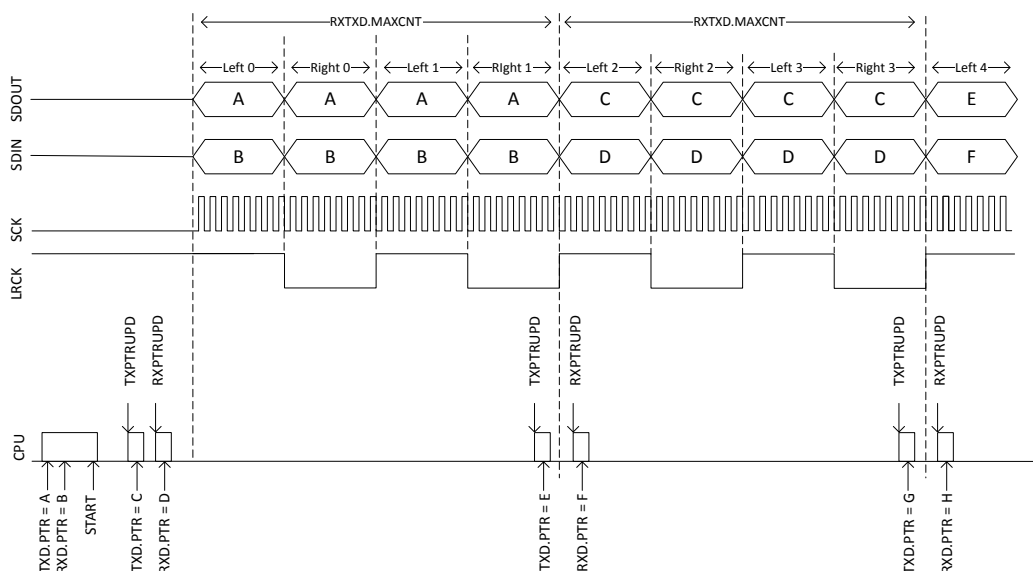 RXTXD.MAXCNT RXTXD.MAXCNT
Left 0 Right 0 Left 1 RIght 1 Left 2 Right 2 Left 3 Right 3 Left 4
SDOUT A A A A C C C C E
SDIN B B B B D D D D F
SCK
LRCK
TXPTRUPD RXPTRUPD TXPTRUPD RXPTRUPD TXPTRUPD RXPTRUPD
CPU
TXD.PTR = A
RXD.PTR = B
START
TXD.PTR = C
RXD.PTR = D
TXD.PTR = E
RXD.PTR = F
TXD.PTR = G
RXD.PTR = H